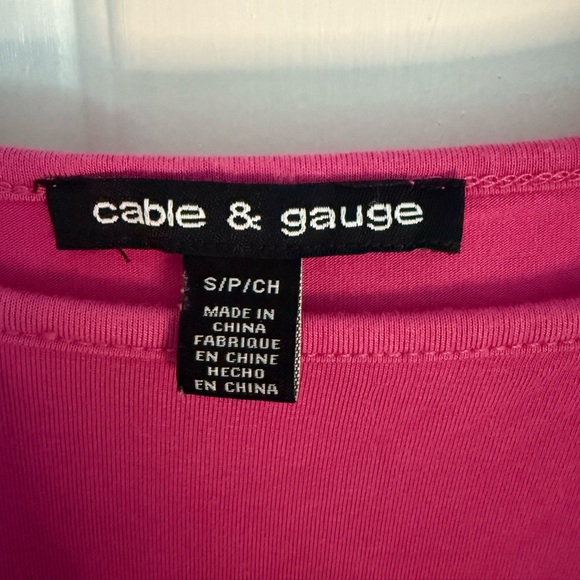 cable & gauge
S/P/CH
MADE IN
CHINA
FABRIQUE
EN CHINE
HECHO
EN CHINA